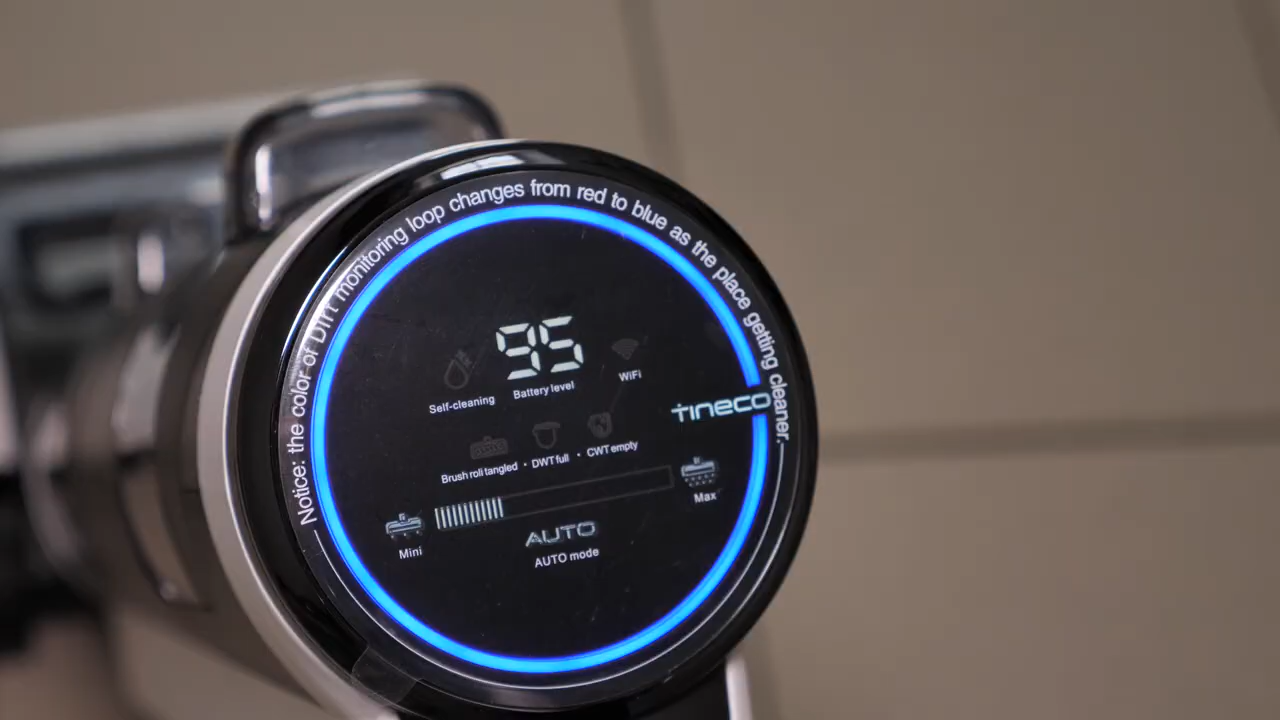 Notice: the color of Dirt monitoring loop changes from red to blue as the place getting cleaner.
95
Self-cleaning
Battery level
WiFi
TINECO
Brush roll tangled · DWT full · CWT empty
Mini
Max
AUTO
AUTO mode